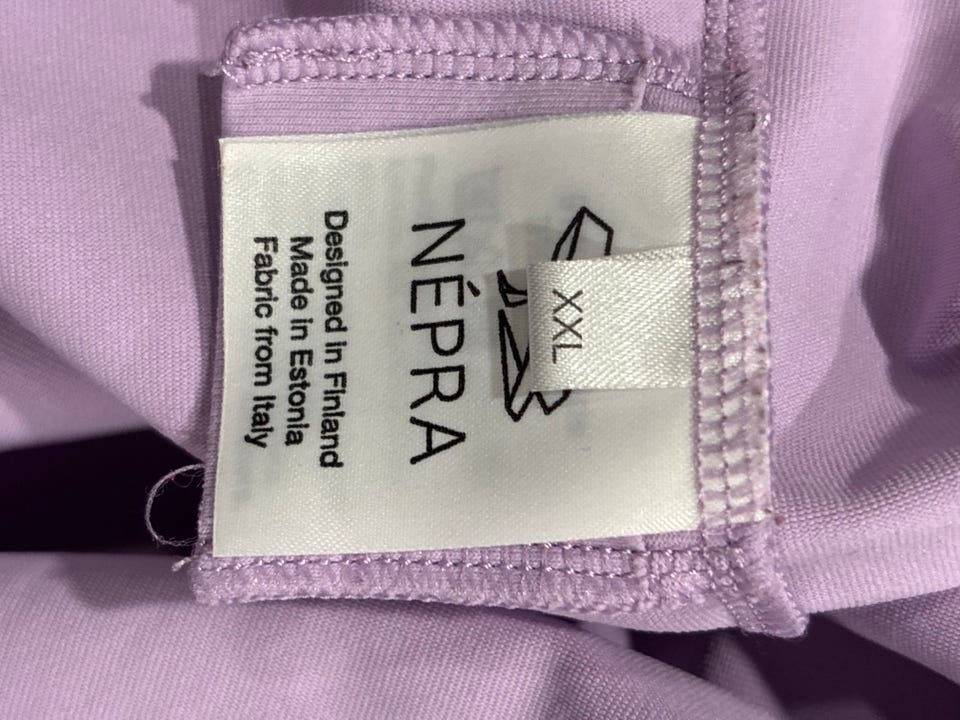 XXL
NÉPRA
Designed in Finland
Made in Estonia
Fabric from Italy